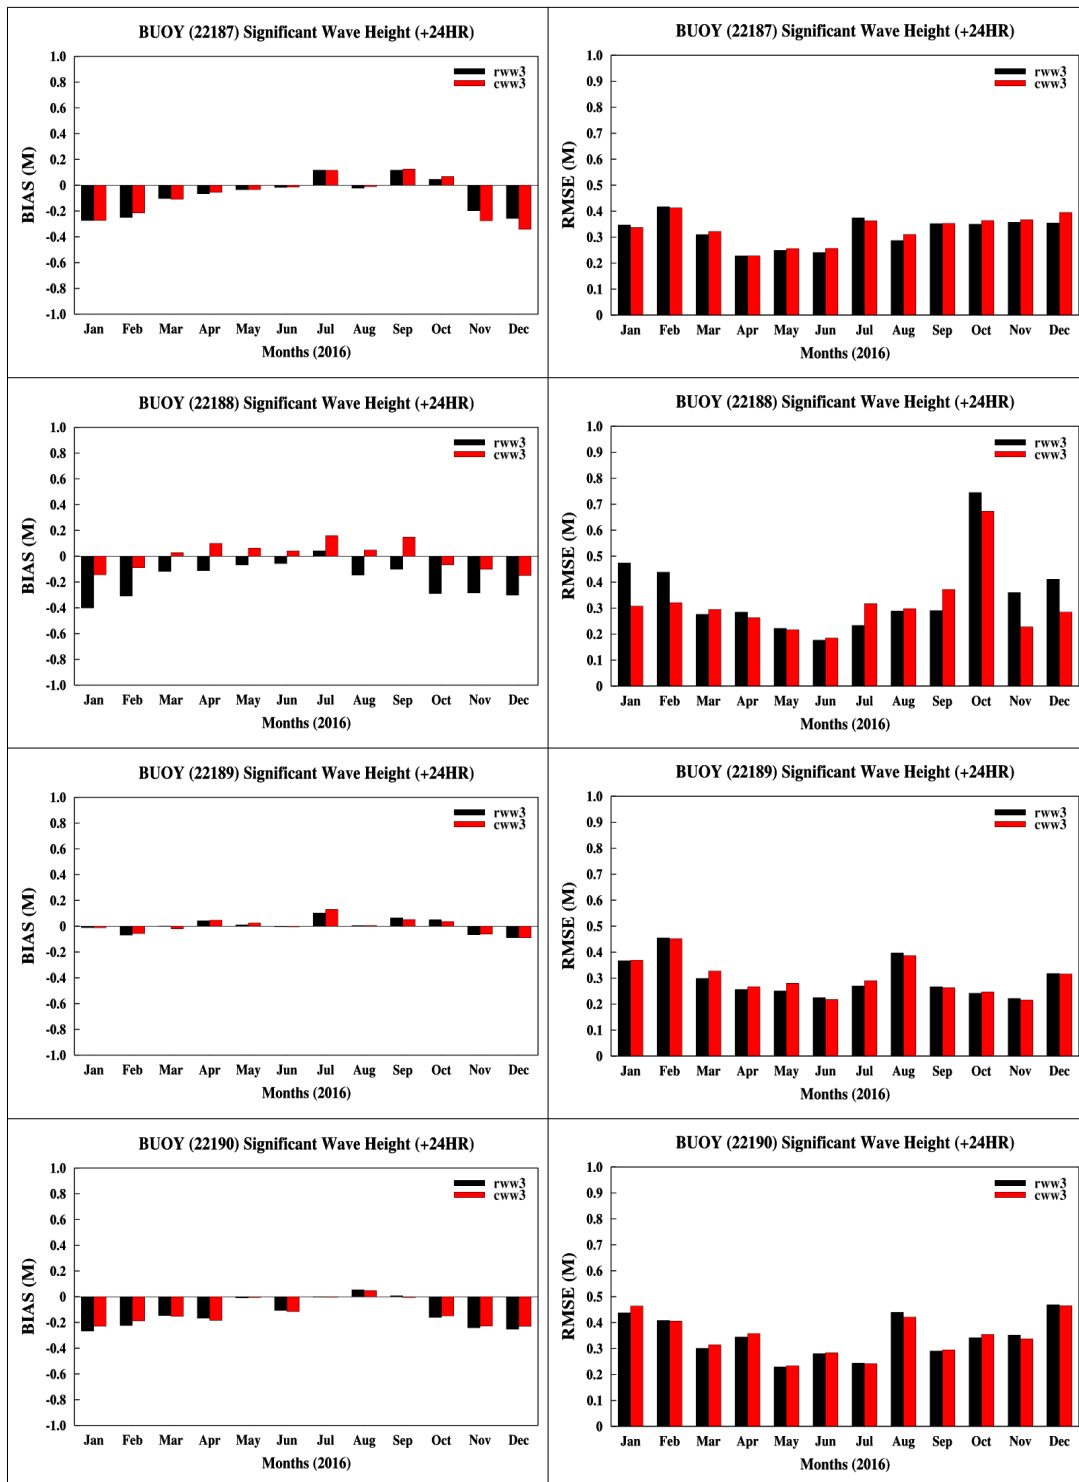 BUOY (22187) Significant Wave Height (+24HR)
1.0
0.8
0.6
0.4
0.2
0
-0.2
-0.4
-0.6
-0.8
-1.0
BIAS (M)
rww3
cww3
Jan Feb Mar Apr May Jun Jul Aug Sep Oct Nov Dec
Months (2016)
BUOY (22187) Significant Wave Height (+24HR)
1.0
0.9
0.8
0.7
0.6
0.5
0.4
0.3
0.2
0.1
0
RMSE (M)
rww3
cww3
Jan Feb Mar Apr May Jun Jul Aug Sep Oct Nov Dec
Months (2016)
BUOY (22188) Significant Wave Height (+24HR)
1.0
0.8
0.6
0.4
0.2
0
-0.2
-0.4
-0.6
-0.8
-1.0
BIAS (M)
rww3
cww3
Jan Feb Mar Apr May Jun Jul Aug Sep Oct Nov Dec
Months (2016)
BUOY (22188) Significant Wave Height (+24HR)
1.0
0.9
0.8
0.7
0.6
0.5
0.4
0.3
0.2
0.1
0
RMSE (M)
rww3
cww3
Jan Feb Mar Apr May Jun Jul Aug Sep Oct Nov Dec
Months (2016)
BUOY (22189) Significant Wave Height (+24HR)
1.0
0.8
0.6
0.4
0.2
0
-0.2
-0.4
-0.6
-0.8
-1.0
BIAS (M)
rww3
cww3
Jan Feb Mar Apr May Jun Jul Aug Sep Oct Nov Dec
Months (2016)
BUOY (22189) Significant Wave Height (+24HR)
1.0
0.9
0.8
0.7
0.6
0.5
0.4
0.3
0.2
0.1
0
RMSE (M)
rww3
cww3
Jan Feb Mar Apr May Jun Jul Aug Sep Oct Nov Dec
Months (2016)
BUOY (22190) Significant Wave Height (+24HR)
1.0
0.8
0.6
0.4
0.2
0
-0.2
-0.4
-0.6
-0.8
-1.0
BIAS (M)
rww3
cww3
Jan Feb Mar Apr May Jun Jul Aug Sep Oct Nov Dec
Months (2016)
BUOY (22190) Significant Wave Height (+24HR)
1.0
0.9
0.8
0.7
0.6
0.5
0.4
0.3
0.2
0.1
0
RMSE (M)
rww3
cww3
Jan Feb Mar Apr May Jun Jul Aug Sep Oct Nov Dec
Months (2016)